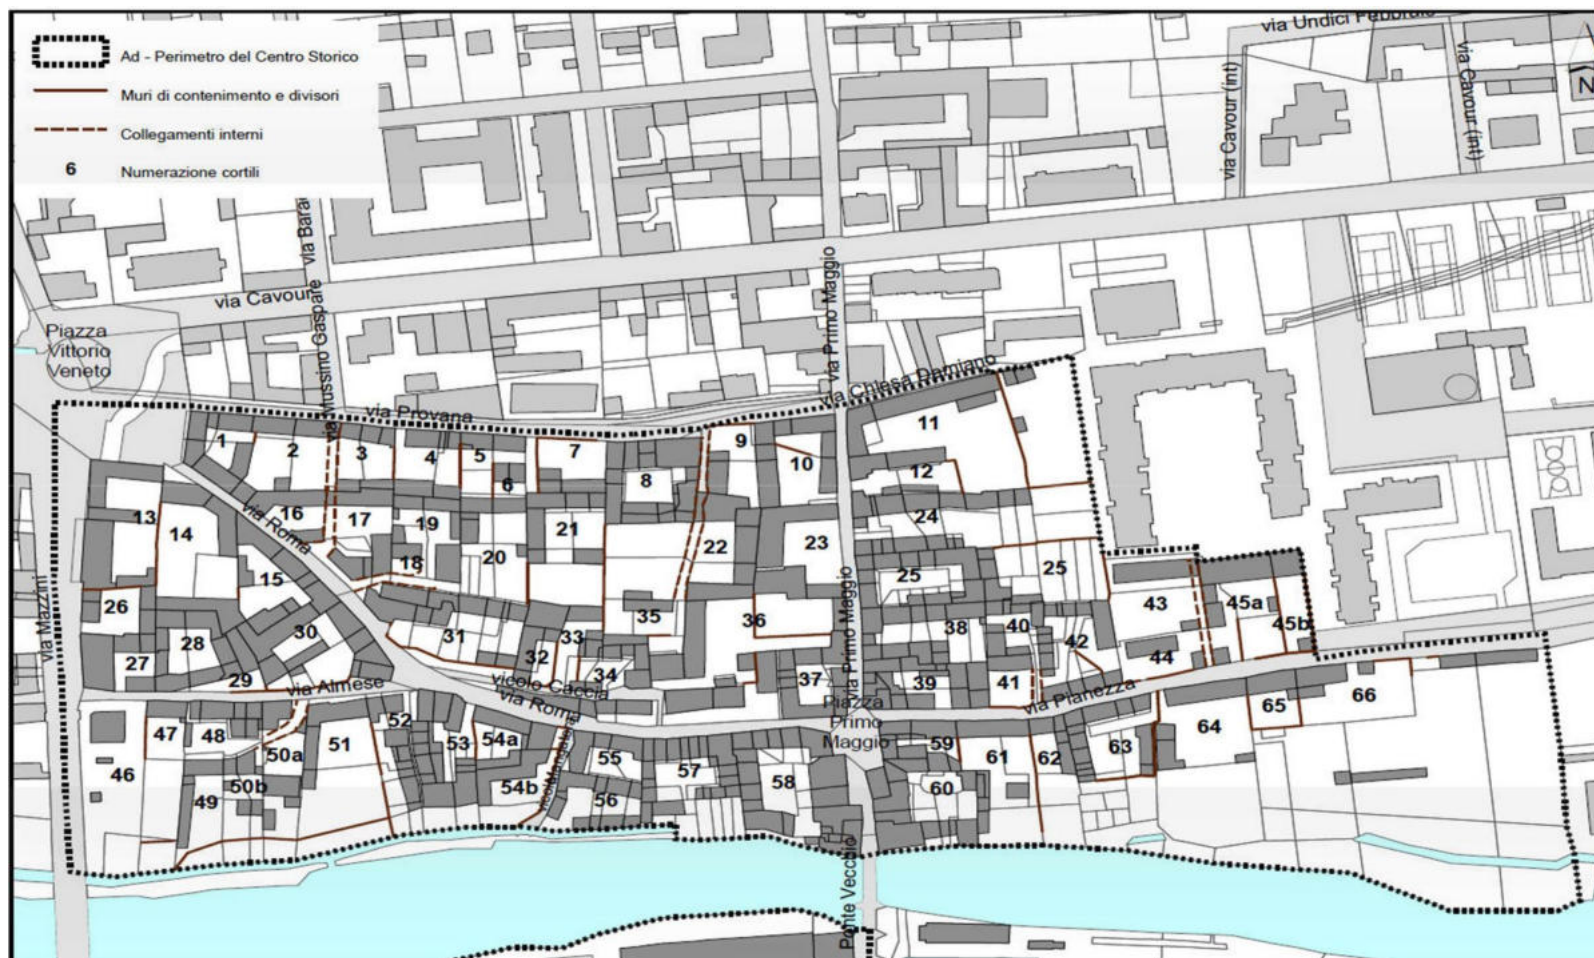 Ad - Perimetro del Centro Storico
Muri di contenimento e divisori
Collegamenti interni
6 Numerazione cortili
via Undici Febbraio
via Cavour (int)
via Cavour (int)
N
via Cavour
via Mussino Gaspare
via Primo Maggio
Piazza
Vittorio
Veneto
via Provana
via Chiesa Damiano
1
2
3
4
5
6
7
8
9
10
11
12
13
14
15
16
17
18
19
20
21
22
23
24
25
25
via Roma
via Mazzini
via Primo Maggio
26
27
28
29
30
31
32
33
34
35
36
37
38
39
40
41
42
43
44
45a
45b
via Almese
vicolo Caccia
via Roma
Piazza
Primo
Maggio
via Pianezza
46
47
48
49
50a
50b
51
52
53
54a
54b
55
56
57
58
59
60
61
62
63
64
65
66
Ponte Vecchio